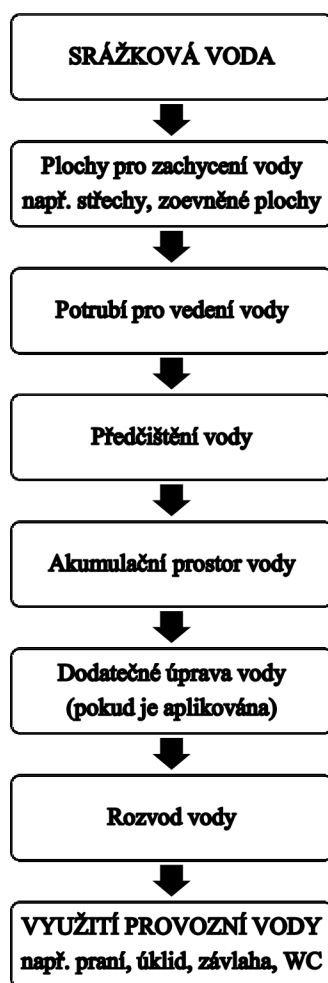 SRÁŽKOVÁ VODA
Plochy pro zachycení vody
např. střechy, zoevněné plochy
Potrubí pro vedení vody
Předčištění vody
Akumulační prostor vody
Dodatečné úprava vody
(pokud je aplikována)
Rozvod vody
VYUŽITÍ PROVOZNÍ VODY
např. praní, úklid, závlaha, WC